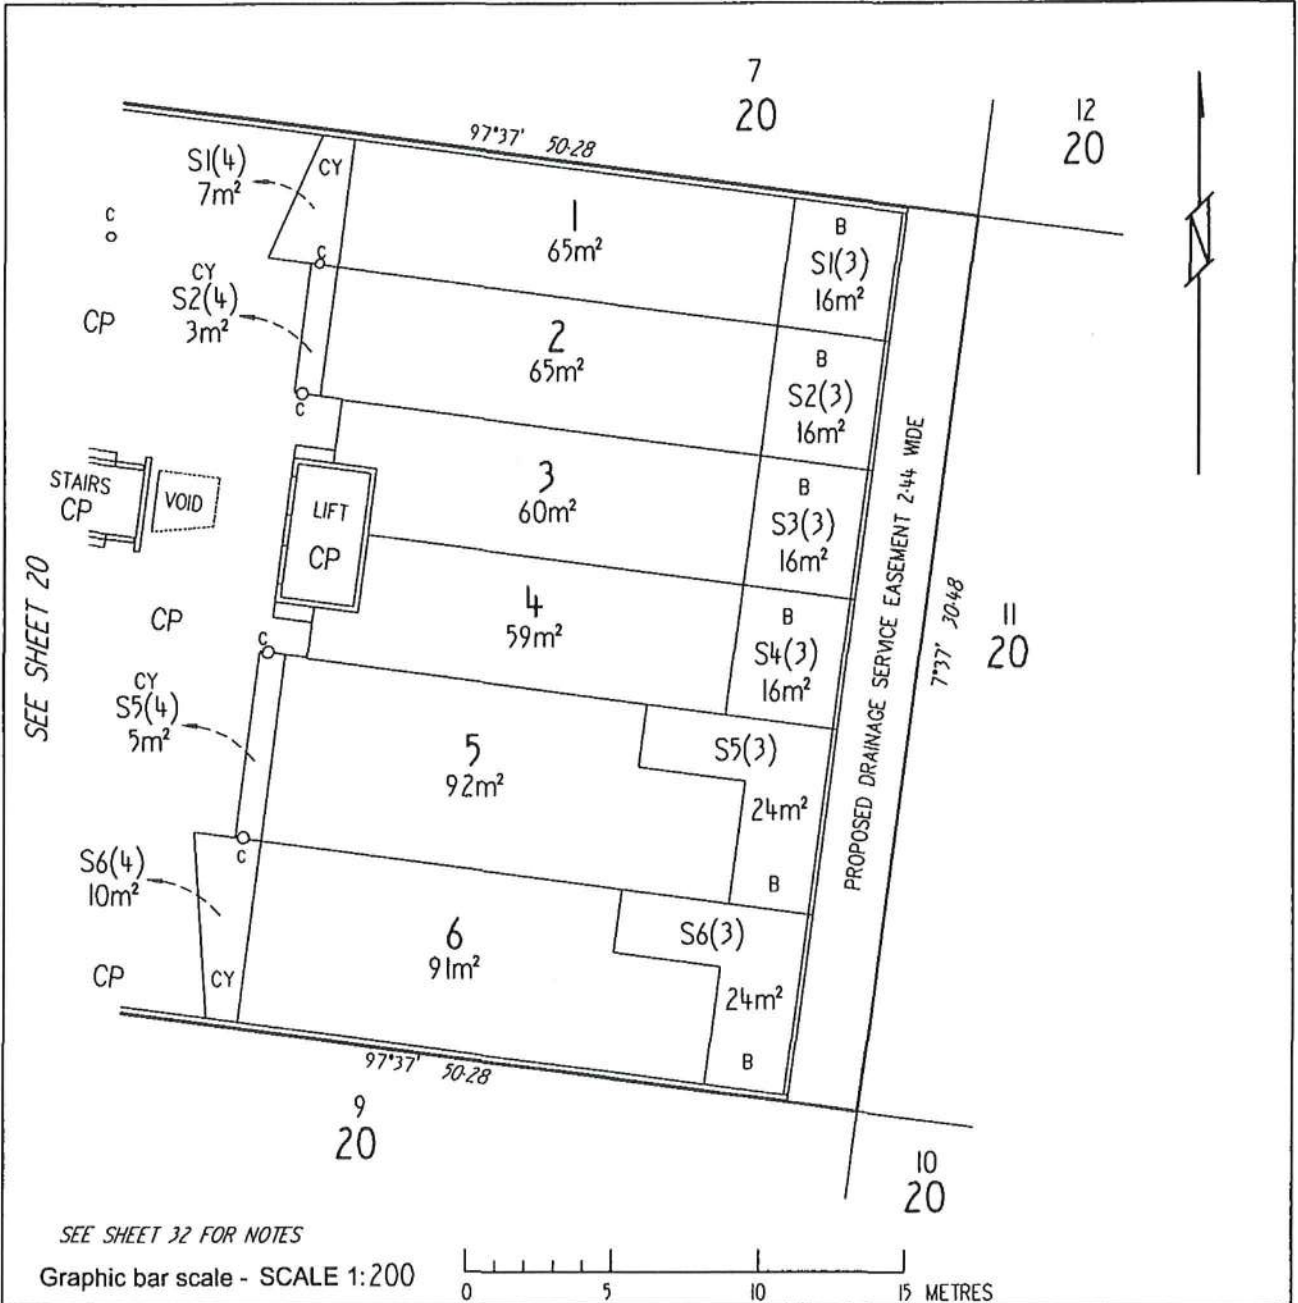 7
20
12
20
97°37' 50·28
S1(4)
7m²
CY
1
65m²
B
S1(3)
16m²
C
C
CY
S2(4)
3m²
CP
2
65m²
B
S2(3)
16m²
C
STAIRS
CP
VOID
LIFT
CP
3
60m²
B
S3(3)
16m²
PROPOSED DRAINAGE SERVICE EASEMENT 2·44 WIDE
7°37' 30·48
11
20
SEE SHEET 20
CP
4
59m²
B
S4(3)
16m²
C
CY
S5(4)
5m²
5
92m²
S5(3)
24m²
B
C
S6(4)
10m²
CP
CY
6
91m²
S6(3)
24m²
B
97°37' 50·28
9
20
10
20
SEE SHEET 32 FOR NOTES
Graphic bar scale - SCALE 1:200
0 5 10 15 METRES